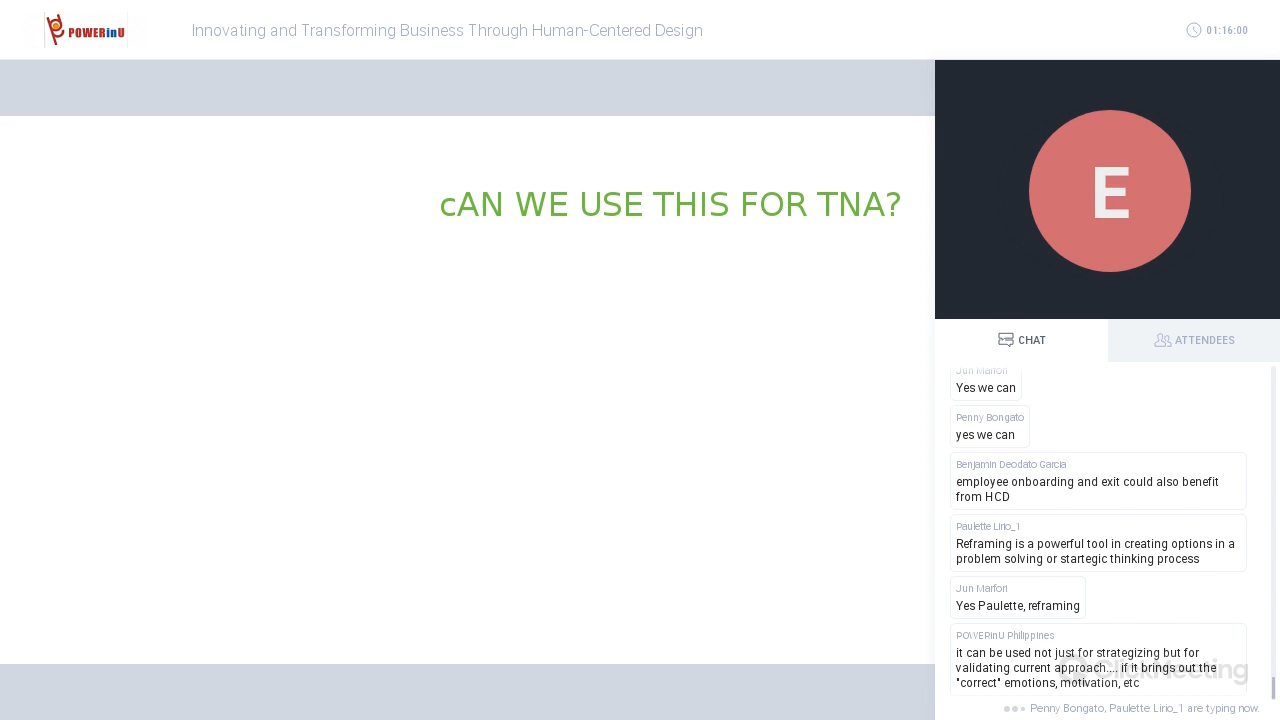 POWERinU
Innovating and Transforming Business Through Human-Centered Design
01:16:00
cAN WE USE THIS FOR TNA?
E
CHAT
ATTENDEES
Jun Marfori
Yes we can
Penny Bongato
yes we can
Benjamin Deodato Garcia
employee onboarding and exit could also benefit
from HCD
Paulette Lirio_1
Reframing is a powerful tool in creating options in a
problem solving or startegic thinking process
Jun Marfori
Yes Paulette, reframing
POWERinU Philippines
it can be used not just for strategizing but for
validating current approach.... if it brings out the
"correct" emotions, motivation, etc
ClickMeeting
Penny Bongato, Paulette Lirio_1 are typing now.